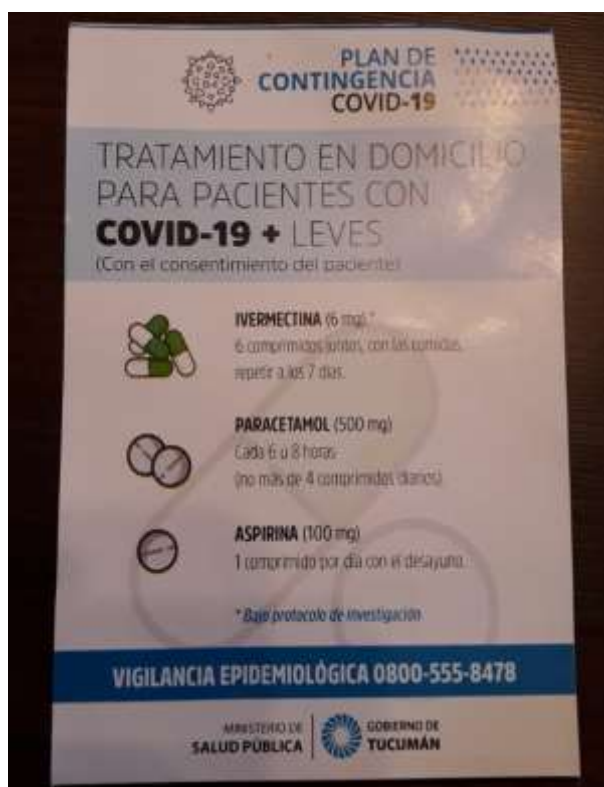 PLAN DE
CONTINGENCIA
COVID-19
TRATAMIENTO EN DOMICILIO
PARA PACIENTES CON
COVID-19 + LEVES
(Con el consentimiento del paciente)
IVERMECTINA (6 mg) *
6 comprimidos juntos, con las comidas,
repetir a los 7 días.
PARACETAMOL (500 mg)
Cada 6 u 8 horas
(no más de 4 comprimidos diarios)
ASPIRINA (100 mg)
1 comprimido por día con el desayuno.
* Bajo protocolo de investigación
VIGILANCIA EPIDEMIOLÓGICA 0800-555-8478
MINISTERIO DE
SALUD PÚBLICA
GOBIERNO DE
TUCUMÁN